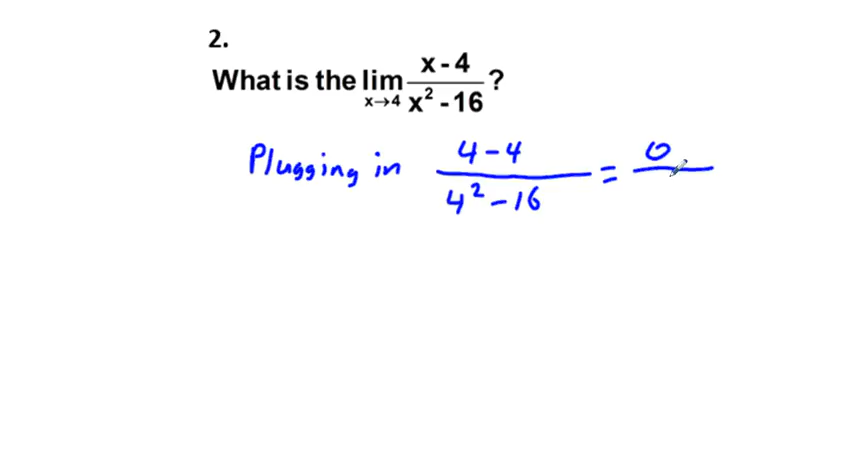 2.
What is the lim x→4 x - 4 / x² - 16 ?
Plugging in 4 - 4 / 4² - 16 = 0